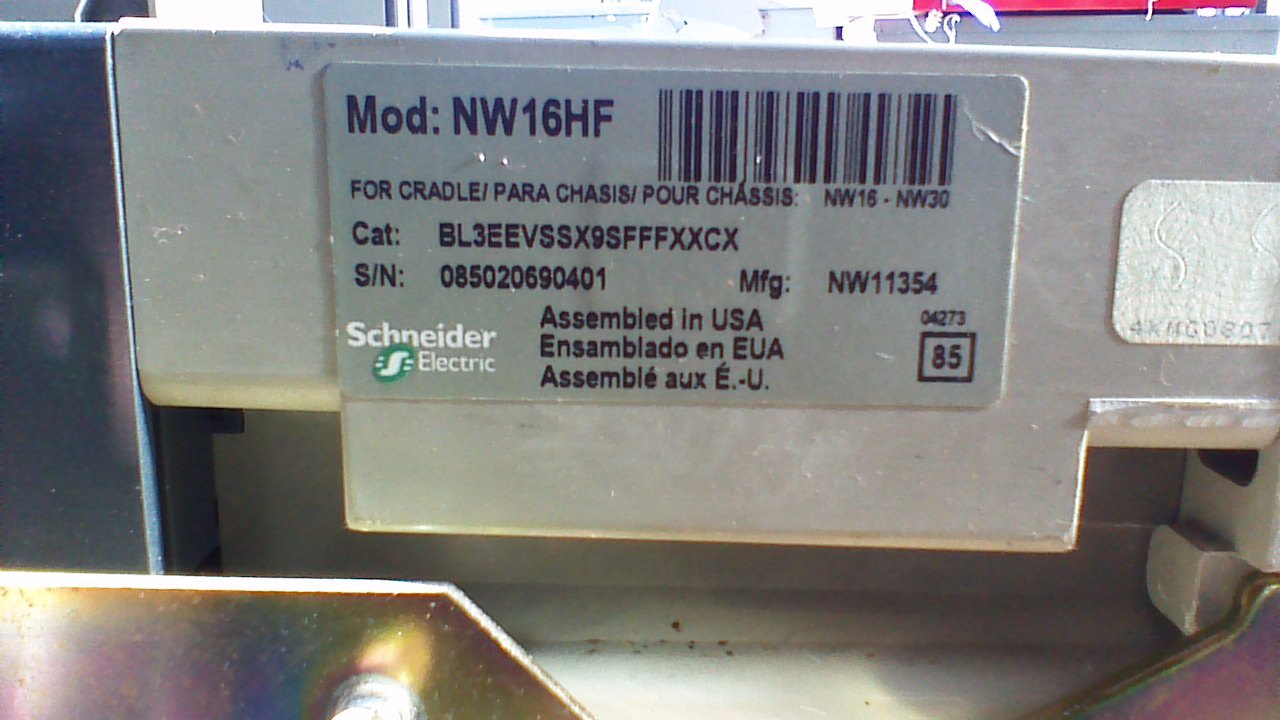 Mod: NW16HF
FOR CRADLE/ PARA CHASIS/ POUR CHÂSSIS: NW16 - NW30
Cat: BL3EEVSSX9SFFFXXCX
S/N: 085020690401 Mfg: NW11354
Schneider
Electric
Assembled in USA
Ensamblado en EUA
Assemblé aux É.-U.
04273
85